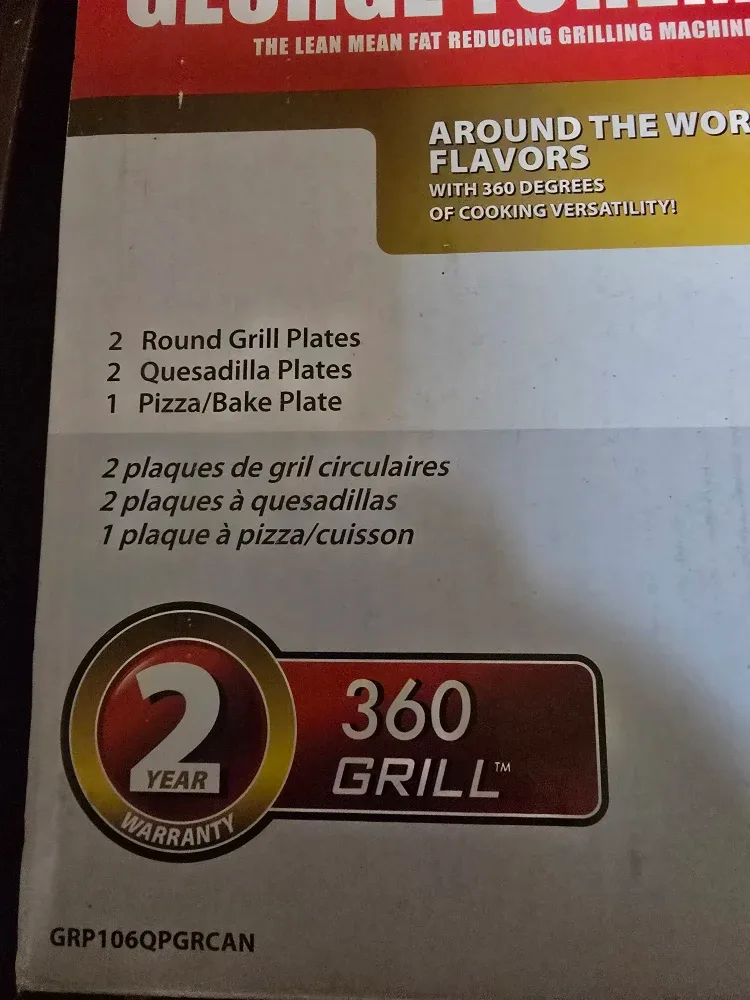 THE LEAN MEAN FAT REDUCING GRILLING MACHINE
AROUND THE
FLAVORS
WITH 360 DEGREES
OF COOKING VERSATILITY!
2 Round Grill Plates
2 Quesadilla Plates
1 Pizza/Bake Plate
2 plaques de gril circulaires
2 plaques à quesadillas
1 plaque à pizza/cuisson
2
YEAR
WARRANTY
360
GRILL™
GRP106QPGRCAN